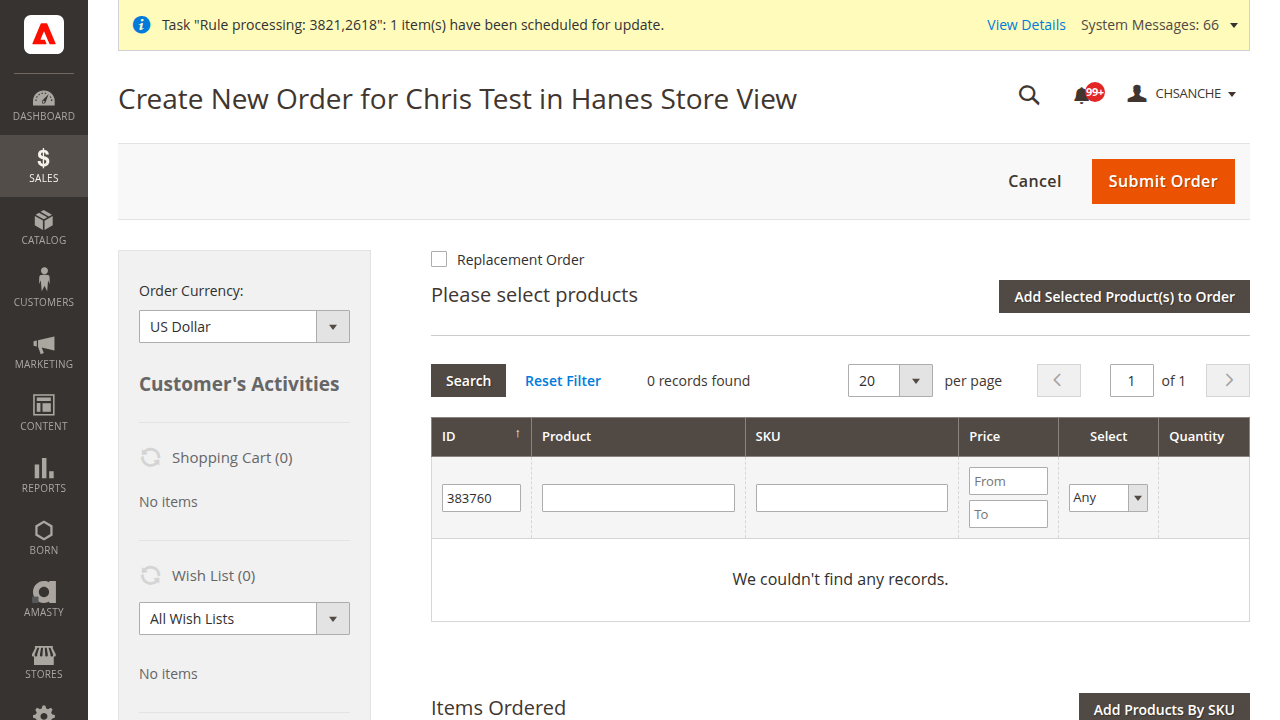 Task "Rule processing: 3821,2618": 1 item(s) have been scheduled for update.
View Details
System Messages: 66
Create New Order for Chris Test in Hanes Store View
99+
CHSANCHE
Cancel
Submit Order
DASHBOARD
SALES
CATALOG
CUSTOMERS
MARKETING
CONTENT
REPORTS
BORN
AMASTY
STORES
Order Currency:
US Dollar
Customer's Activities
Shopping Cart (0)
No items
Wish List (0)
All Wish Lists
No items
Replacement Order
Please select products
Add Selected Product(s) to Order
Search
Reset Filter
0 records found
20
per page
1
of 1
ID ↑ Product SKU Price Select Quantity
383760
From
To
Any
We couldn't find any records.
Items Ordered
Add Products By SKU